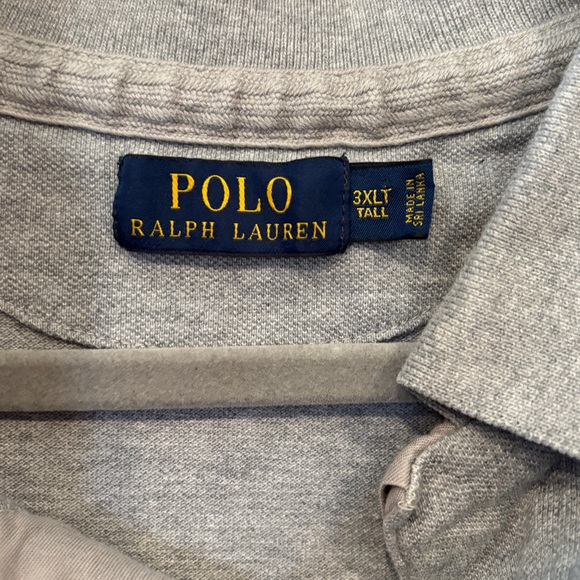 POLO
RALPH LAUREN
3XLT
TALL
MADE IN
SRI LANKA